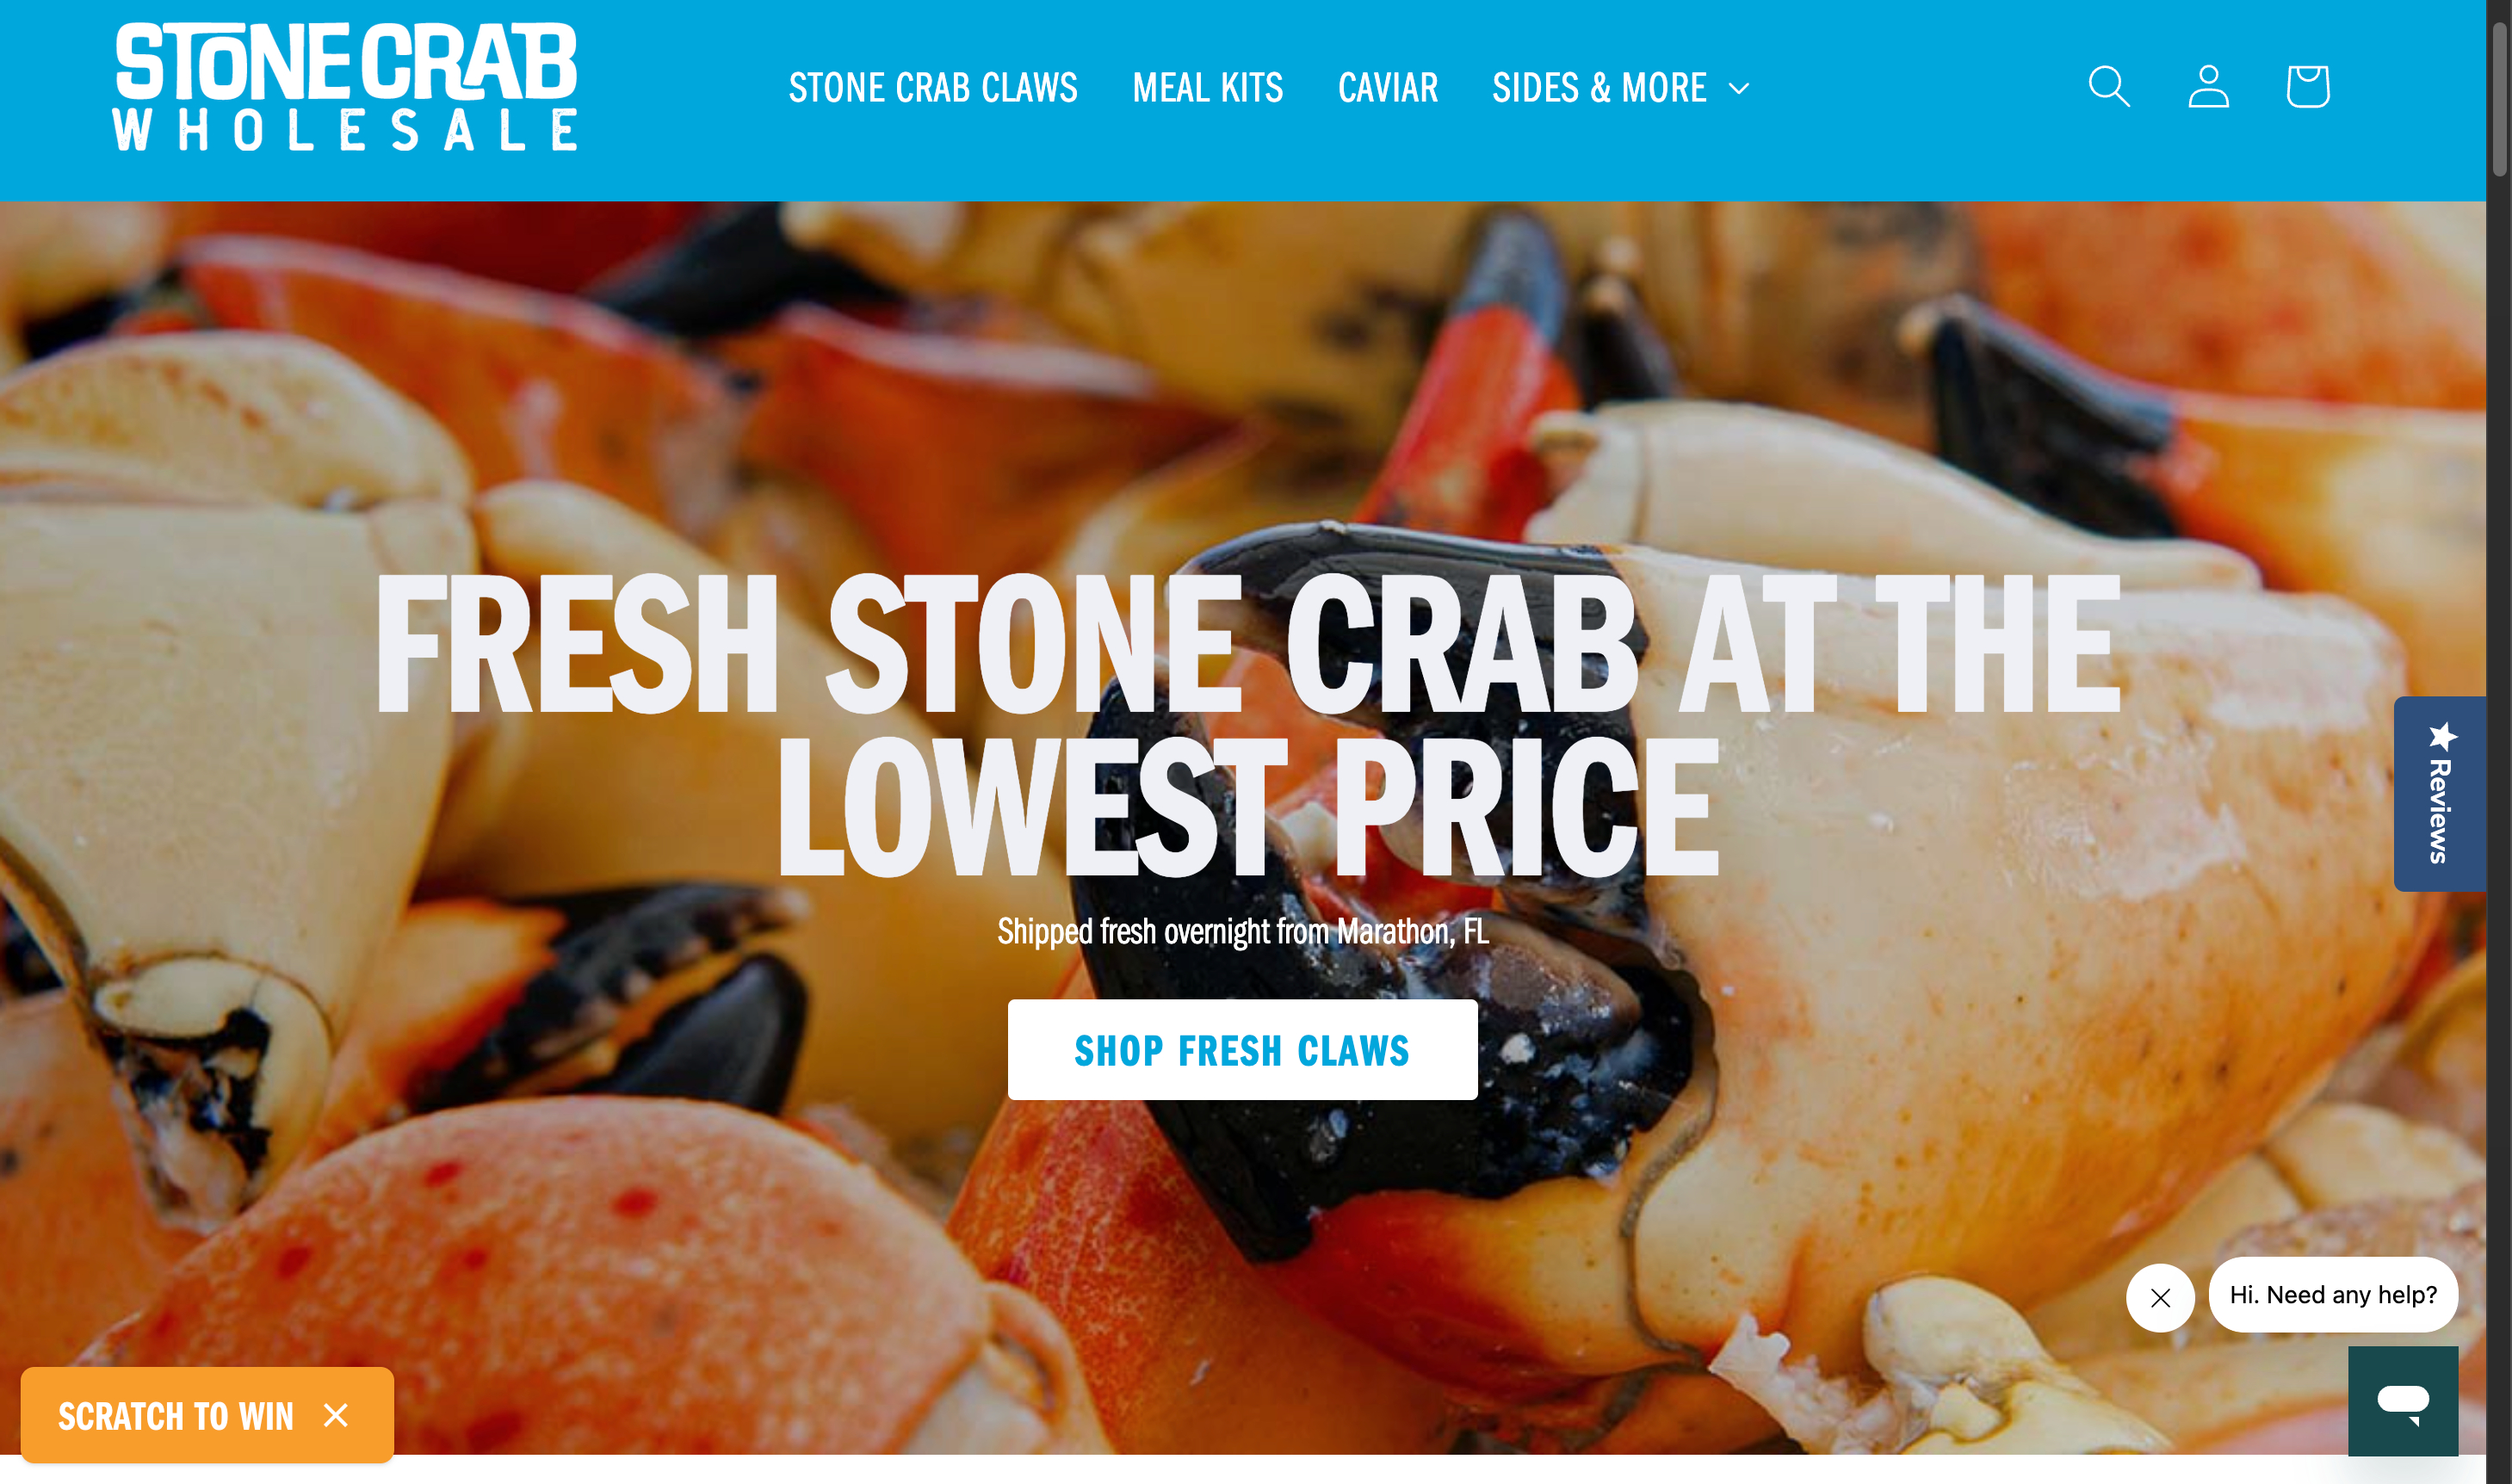 STONE CRAB
WHOLESALE
STONE CRAB CLAWS
MEAL KITS
CAVIAR
SIDES & MORE
FRESH STONE CRAB AT THE
LOWEST PRICE
Shipped fresh overnight from Marathon, FL
SHOP FRESH CLAWS
Reviews
Hi. Need any help?
SCRATCH TO WIN